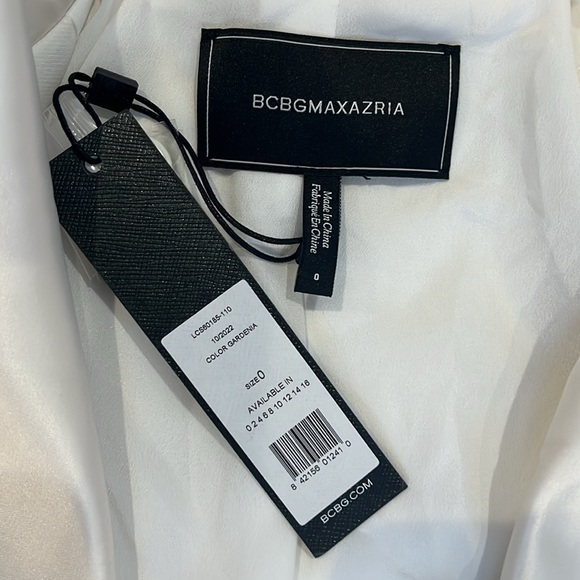 BCBGMAXAZRIA
Made In China
Fabriqué En Chine
0
LCS60185-110
10/2022
COLOR GARDENIA
SIZE 0
AVAILABLE IN
0 2 4 6 8 10 12 14 16
8 42156 01241 0
BCBG.COM